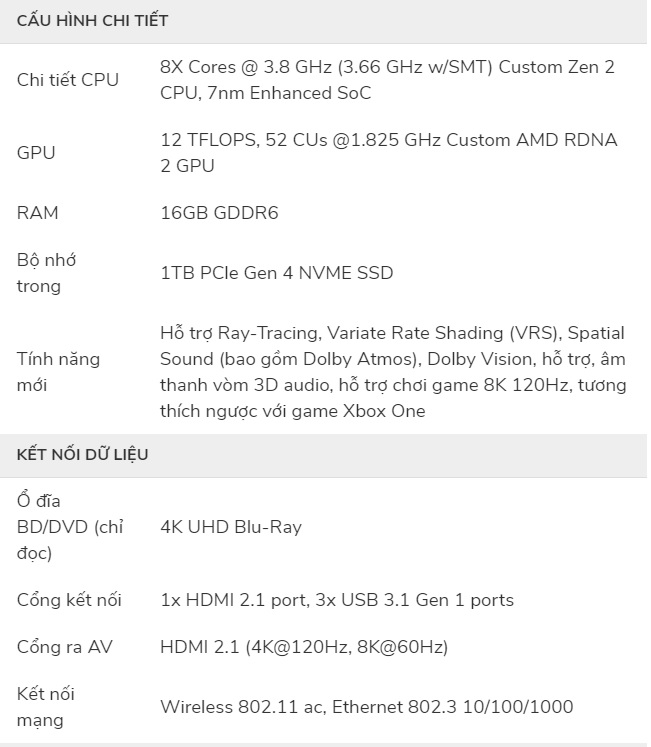 CẤU HÌNH CHI TIẾT
Chi tiết CPU
8X Cores @ 3.8 GHz (3.66 GHz w/SMT) Custom Zen 2
CPU, 7nm Enhanced SoC
GPU
12 TFLOPS, 52 CUs @1.825 GHz Custom AMD RDNA
2 GPU
RAM
16GB GDDR6
Bộ nhớ
trong
1TB PCIe Gen 4 NVME SSD
Tính năng
mới
Hỗ trợ Ray-Tracing, Variate Rate Shading (VRS), Spatial
Sound (bao gồm Dolby Atmos), Dolby Vision, hỗ trợ, âm
thanh vòm 3D audio, hỗ trợ chơi game 8K 120Hz, tương
thích ngược với game Xbox One
KẾT NỐI DỮ LIỆU
Ổ đĩa
BD/DVD (chỉ
đọc)
4K UHD Blu-Ray
Cổng kết nối
1x HDMI 2.1 port, 3x USB 3.1 Gen 1 ports
Cổng ra AV
HDMI 2.1 (4K@120Hz, 8K@60Hz)
Kết nối
mạng
Wireless 802.11 ac, Ethernet 802.3 10/100/1000